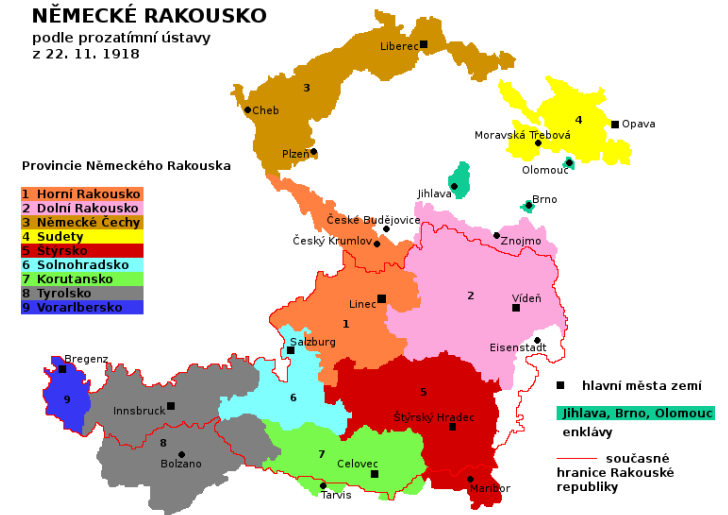 NĚMECKÉ RAKOUSKO
podle prozatímní ústavy
z 22. 11. 1918
Liberec
3
Cheb
4
Opava
Moravská Třebová
Plzeň
Olomouc
Provincie Německého Rakouska
1 Horní Rakousko
2 Dolní Rakousko
3 Německé Čechy
4 Sudety
5 Štýrsko
6 Solnohradsko
7 Korutansko
8 Tyrolsko
9 Vorarlbersko
Jihlava
Brno
České Budějovice
Český Krumlov
Znojmo
Linec
2
Vídeň
1
Salzburg
Eisenstadt
Bregenz
9
Innsbruck
6
5
Štýrský Hradec
8
Bolzano
7
Celovec
Tarvis
Maribor
hlavní města zemí
Jihlava, Brno, Olomouc
enklávy
současné
hranice Rakouské
republiky